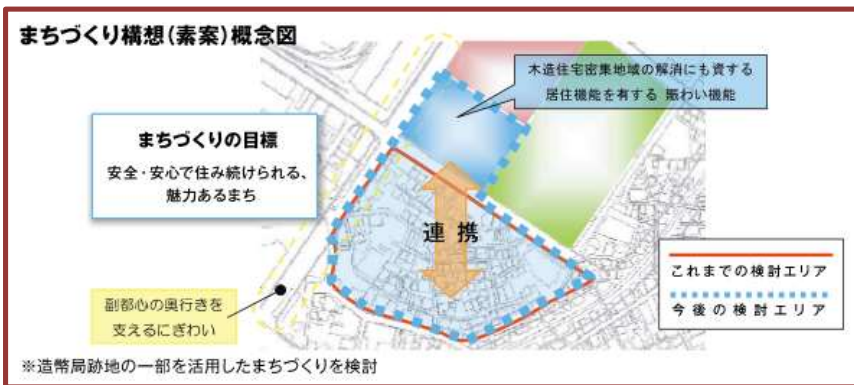 まちづくり構想(素案)概念図
木造住宅密集地域の解消にも資する
居住機能を有する 賑わい機能
まちづくりの目標
安全・安心で住み続けられる、
魅力あるまち
連携
これまでの検討エリア
今後の検討エリア
副都心の奥行きを
支えるにぎわい
※造幣局跡地の一部を活用したまちづくりを検討